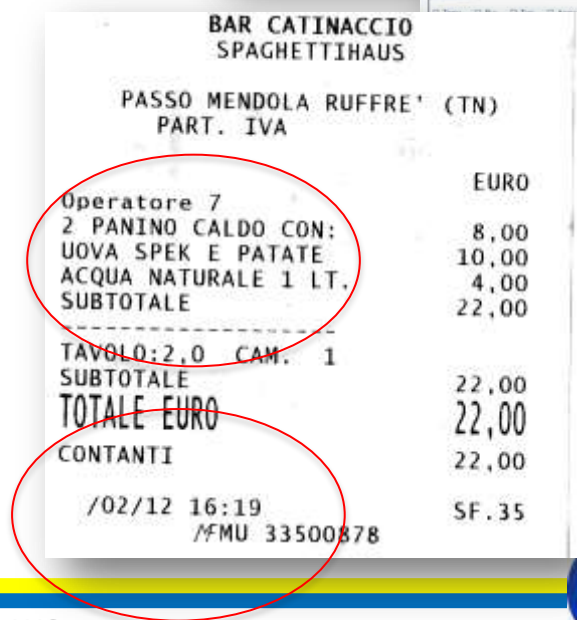 BAR CATINACCIO
SPAGHETTIHAUS
PASSO MENDOLA RUFFRE' (TN)
PART. IVA
EURO
Operatore 7
2 PANINO CALDO CON: 8,00
UOVA SPEK E PATATE 10,00
ACQUA NATURALE 1 LT. 4,00
SUBTOTALE 22,00
--------------------
TAVOLO:2,0 CAM. 1
SUBTOTALE 22,00
TOTALE EURO 22,00
CONTANTI 22,00
/02/12 16:19 SF.35
MFMU 33500878